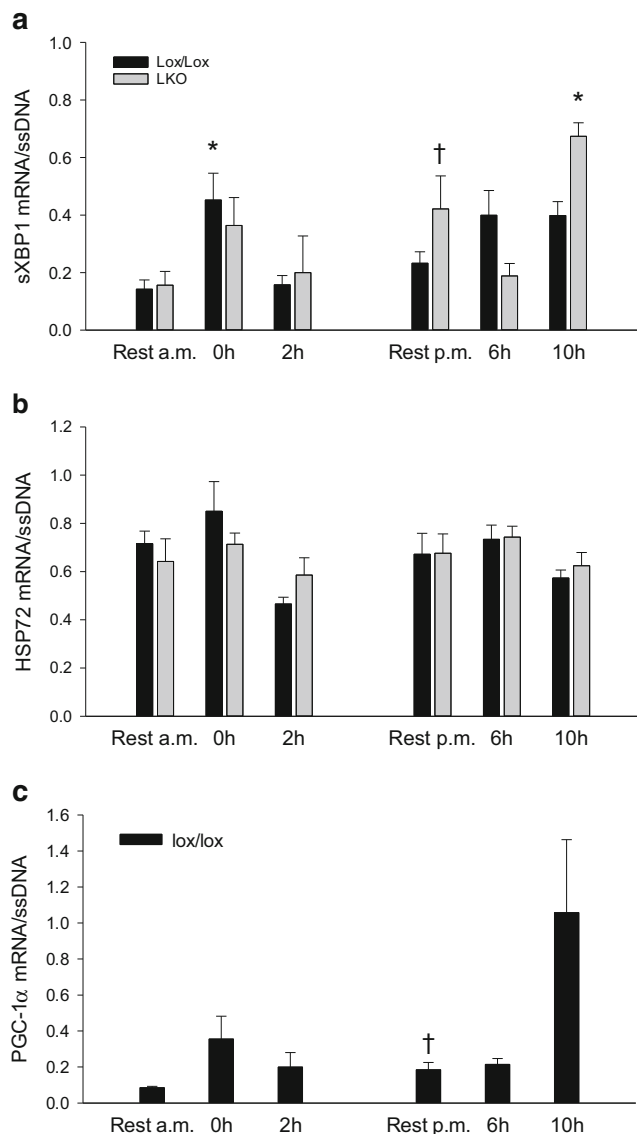 a
Lox/Lox
LKO
sXBP1 mRNA/ssDNA
1.0
0.8
0.6
0.4
0.2
0.0
*
†
*
Rest a.m. 0h 2h Rest p.m. 6h 10h
b
HSP72 mRNA/ssDNA
1.2
1.0
0.8
0.6
0.4
0.2
0.0
Rest a.m. 0h 2h Rest p.m. 6h 10h
c
lox/lox
PGC-1α mRNA/ssDNA
1.6
1.4
1.2
1.0
0.8
0.6
0.4
0.2
0.0
†
Rest a.m. 0h 2h Rest p.m. 6h 10h